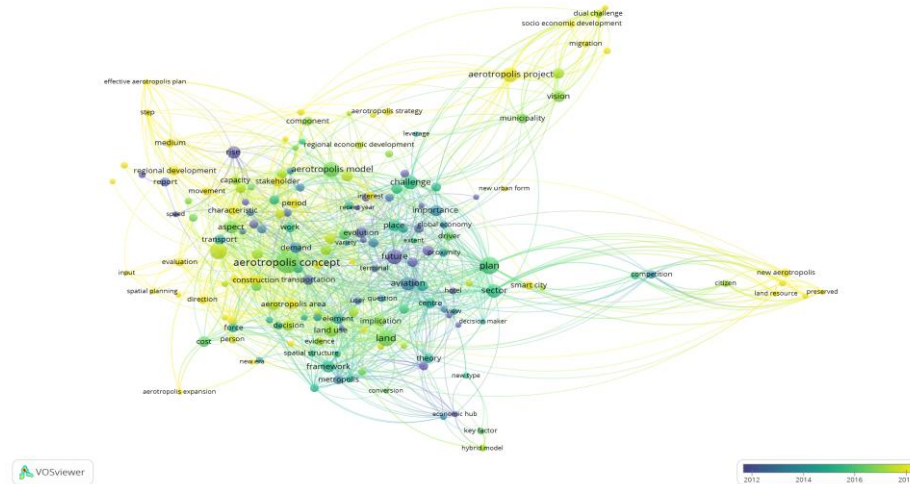 dual challenge
socio economic development
migration
aerotropolis project
effective aerotropolis plan
vision
aerotropolis strategy
step
component
municipality
leverage
medium
regional economic development
rise
aerotropolis model
regional development
challenge
report
capacity
stakeholder
movement
interest
new urban form
period
characteristic
importance
speed
aspect
work
place
global economy
evolution
driver
transport
demand
variety
extent
proximity
evaluation
aerotropolis concept
future
terminal
plan
input
competition
new aerotropolis
construction
transportation
aviation
citizen
spatial planning
hotel
sector
smart city
land resource
preserved
direction
aerotropolis area
question
centre
element
decision
implication
decision maker
force
land use
person
cost
evidence
land
spatial structure
new era
theory
framework
metropolis
new type
aerotropolis expansion
conversion
economic hub
key factor
hybrid model
VOSviewer
2012 2014 2016